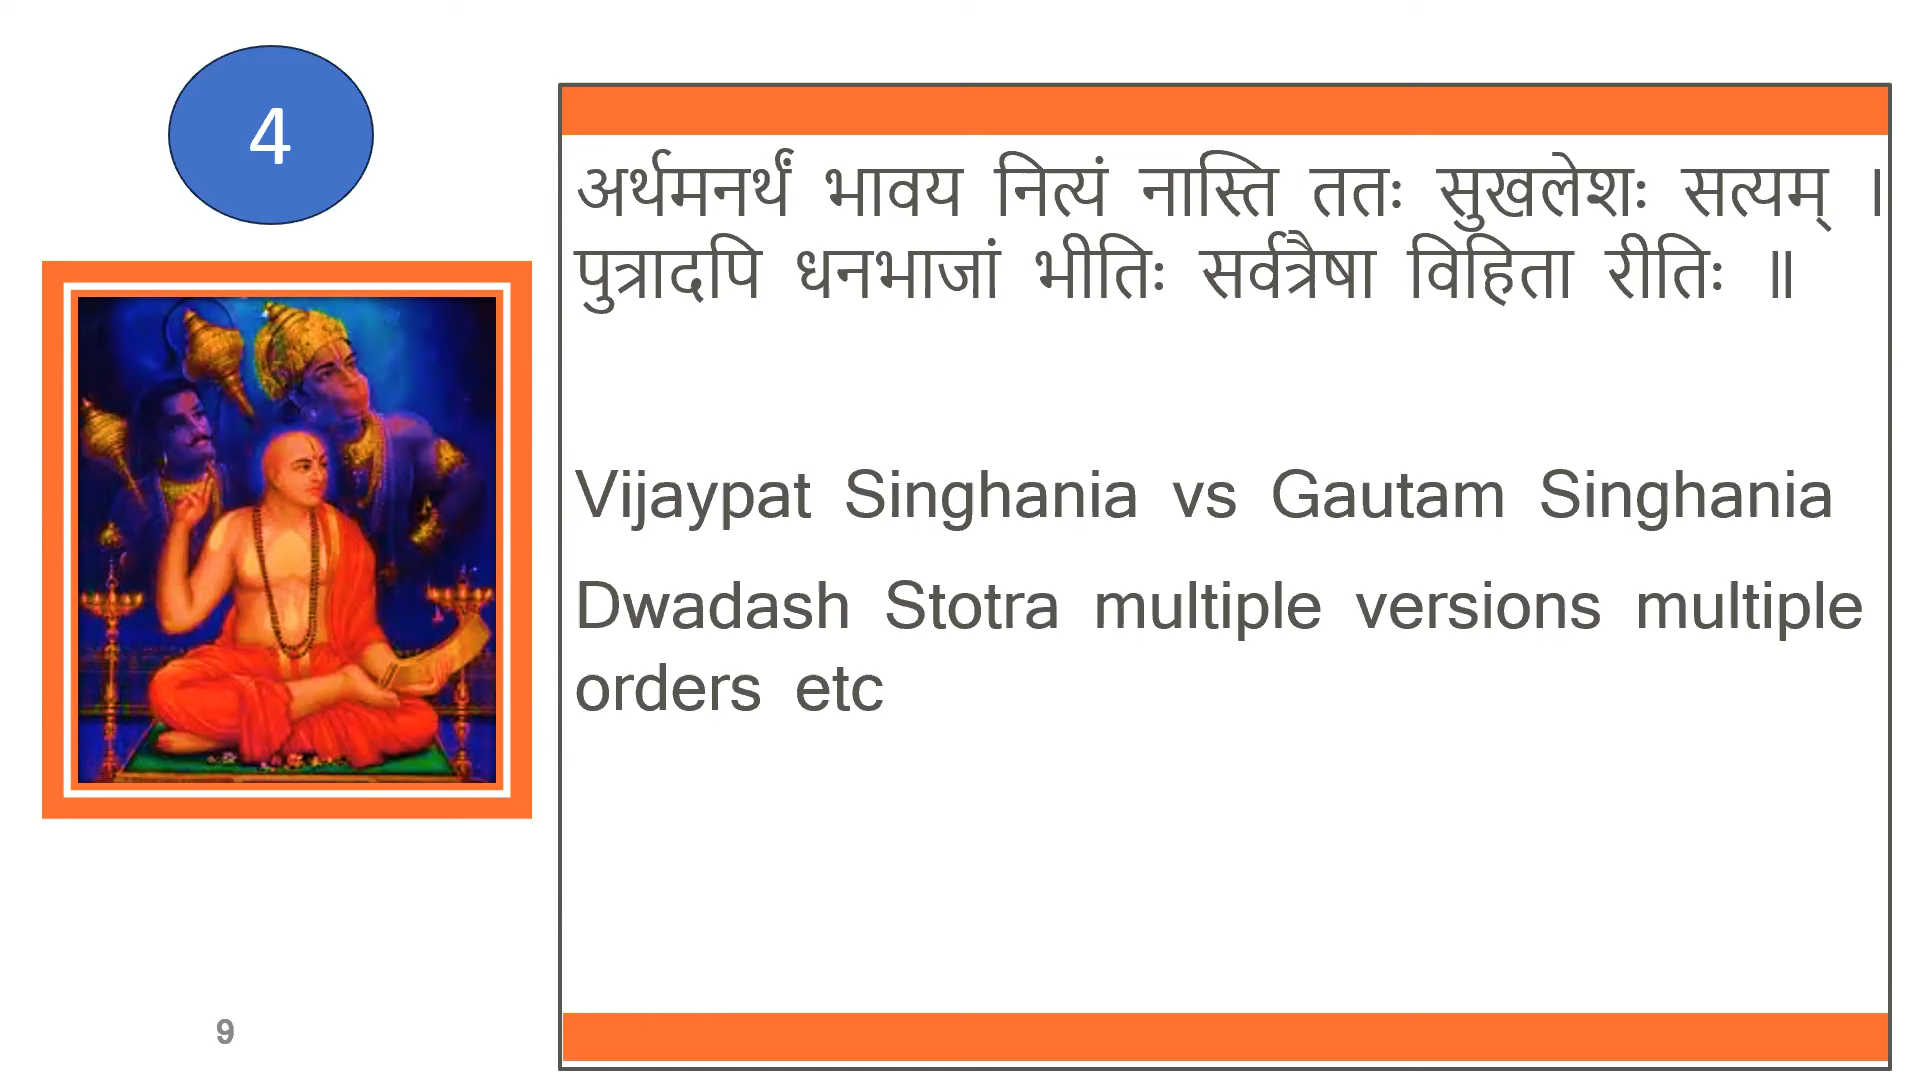 4
अर्थमनर्थं भावय नित्यं नास्ति ततः सुखलेशः सत्यम् ।
पुत्रादपि धनभाजां भीतिः सर्वत्रैषा विहिता रीतिः ॥
Vijaypat Singhania vs Gautam Singhania
Dwadash Stotra multiple versions multiple
orders etc
9